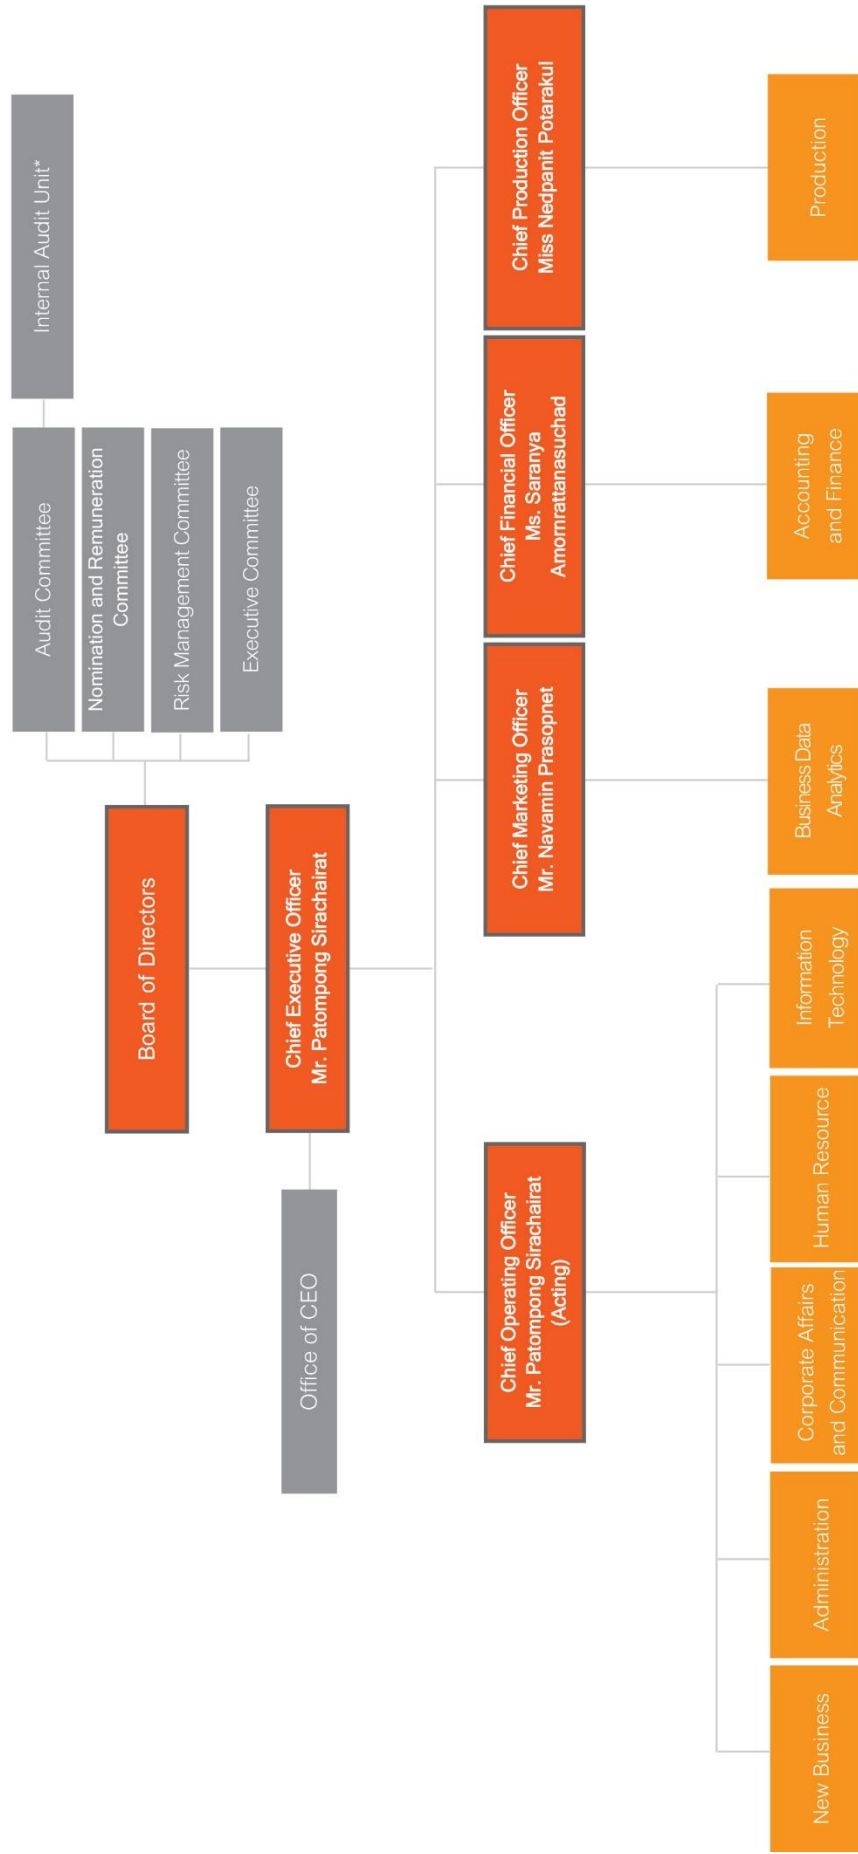 Internal Audit Unit*
Audit Committee
Nomination and Remuneration
Committee
Risk Management Committee
Executive Committee
Board of Directors
Chief Executive Officer
Mr. Patompong Sirachairat
Office of CEO
Chief Operating Officer
Mr. Patompong Sirachairat
(Acting)
Chief Marketing Officer
Mr. Navamin Prasopnet
Chief Financial Officer
Ms. Saranya
Amornrattanasuchad
Chief Production Officer
Miss Nedpanit Potarakul
New Business
Administration
Corporate Affairs
and Communication
Human Resource
Information
Technology
Business Data
Analytics
Accounting
and Finance
Production